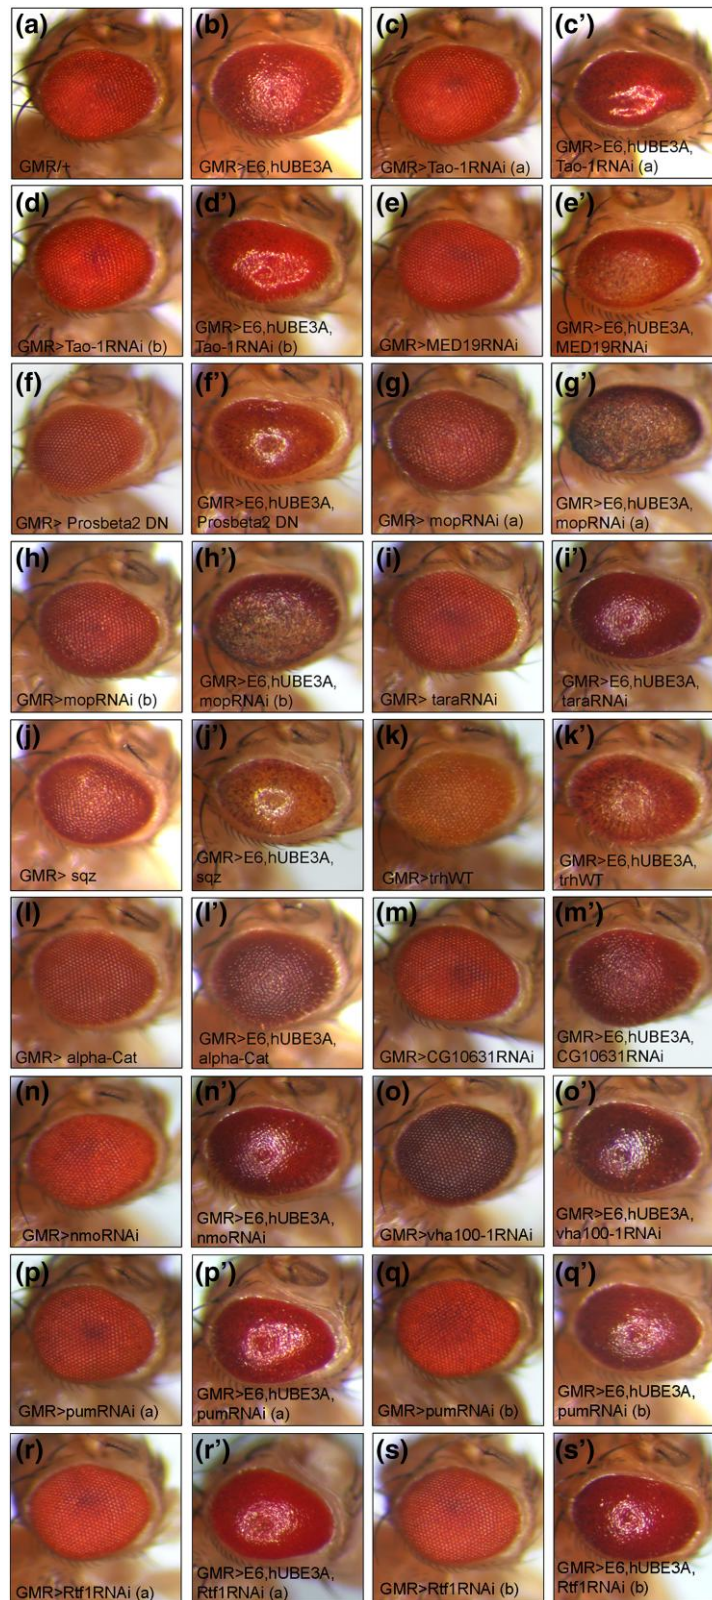 (a)
GMR/+
(b)
GMR>E6,hUBE3A
(c)
GMR>Tao-1RNAi (a)
(c')
GMR>E6,hUBE3A,
Tao-1RNAi (a)
(d)
GMR>Tao-1RNAi (b)
(d')
GMR>E6,hUBE3A,
Tao-1RNAi (b)
(e)
GMR>MED19RNAi
(e')
GMR>E6,hUBE3A,
MED19RNAi
(f)
GMR> Prosbeta2 DN
(f')
GMR>E6,hUBE3A,
Prosbeta2 DN
(g)
GMR> mopRNAi (a)
(g')
GMR>E6,hUBE3A,
mopRNAi (a)
(h)
GMR>mopRNAi (b)
(h')
GMR>E6,hUBE3A,
mopRNAi (b)
(i)
GMR> taraRNAi
(i')
GMR>E6,hUBE3A,
taraRNAi
(j)
GMR> sqz
(j')
GMR>E6,hUBE3A,
sqz
(k)
GMR>trhWT
(k')
GMR>E6,hUBE3A,
trhWT
(l)
GMR> alpha-Cat
(l')
GMR>E6,hUBE3A,
alpha-Cat
(m)
GMR>CG10631RNAi
(m')
GMR>E6,hUBE3A,
CG10631RNAi
(n)
GMR>nmoRNAi
(n')
GMR>E6,hUBE3A,
nmoRNAi
(o)
GMR>vha100-1RNAi
(o')
GMR>E6,hUBE3A,
vha100-1RNAi
(p)
GMR>pumRNAi (a)
(p')
GMR>E6,hUBE3A,
pumRNAi (a)
(q)
GMR>pumRNAi (b)
(q')
GMR>E6,hUBE3A,
pumRNAi (b)
(r)
GMR>Rtf1RNAi (a)
(r')
GMR>E6,hUBE3A,
Rtf1RNAi (a)
(s)
GMR>Rtf1RNAi (b)
(s')
GMR>E6,hUBE3A,
Rtf1RNAi (b)